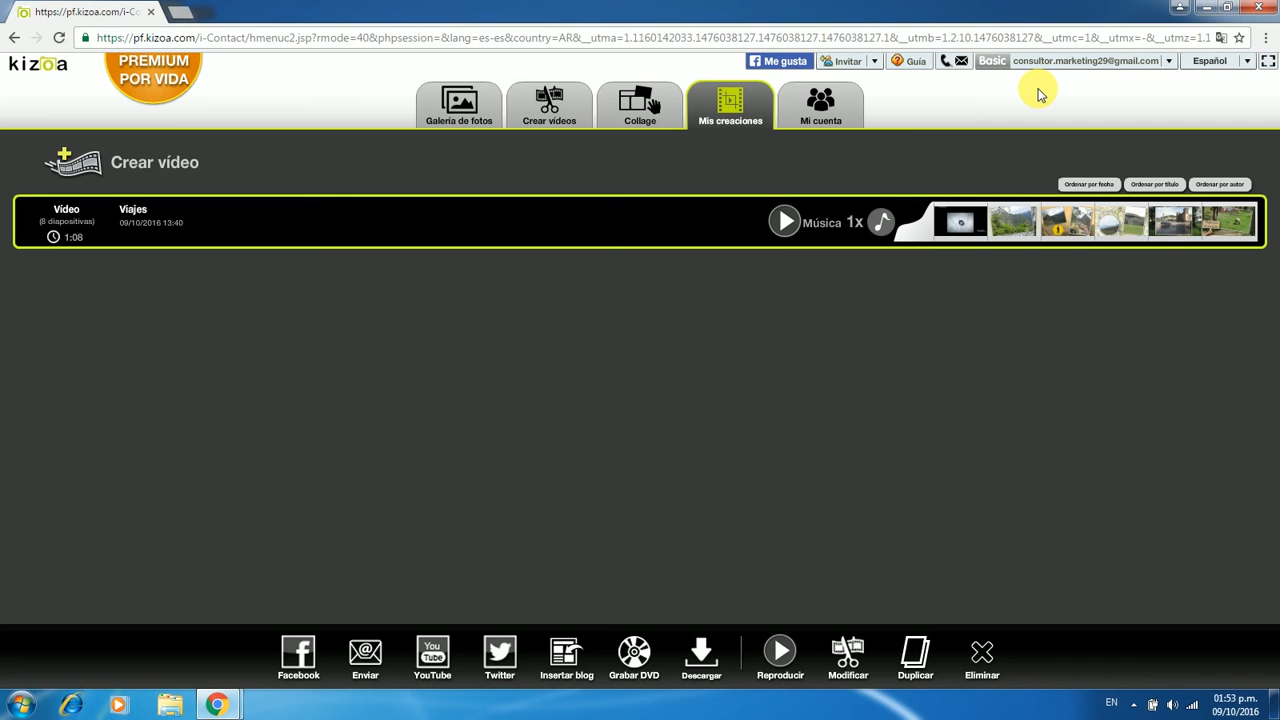 https://pf.kizoa.com/i-Co
https://pf.kizoa.com/i-Contact/hmenuc2.jsp?rmode=40&phpsession=&lang=es-es&country=AR&__utma=1.1160142033.1476038127.1476038127.1476038127.1&__utmb=1.2.10.1476038127&__utmc=1&__utmx=-&__utmz=1.1
kizoa
PREMIUM
POR VIDA
Me gusta
Invitar
Guía
Basic
consultor.marketing29@gmail.com
Español
Galería de fotos
Crear vídeos
Collage
Mis creaciones
Mi cuenta
Crear vídeo
Ordenar por fecha
Ordenar por título
Ordenar por autor
Vídeo
(8 diapositivas)
1:08
Viajes
09/10/2016 13:40
Música 1x
Facebook
Enviar
You Tube
YouTube
Twitter
Insertar blog
Grabar DVD
Descargar
Reproducir
Modificar
Duplicar
Eliminar
EN
01:53 p.m.
09/10/2016